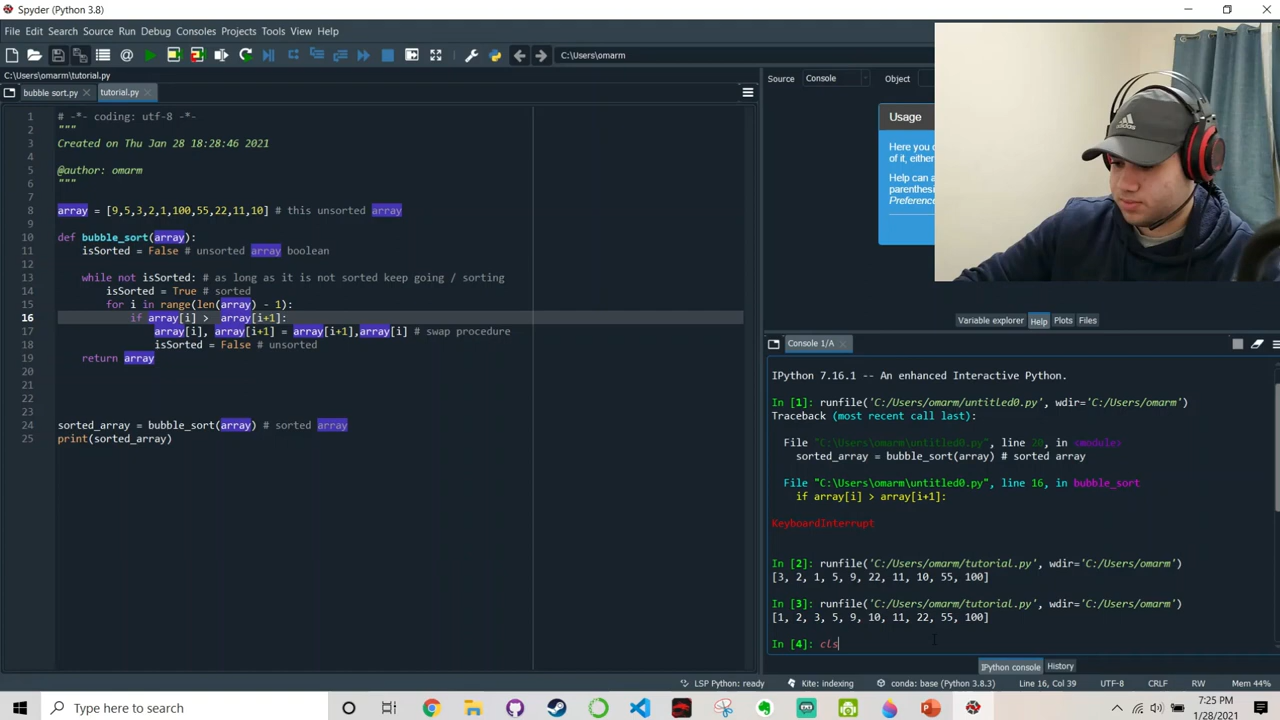 Spyder (Python 3.8)
File Edit Search Source Run Debug Consoles Projects Tools View Help
C:\Users\omarm
C:\Users\omarm\tutorial.py
bubble sort.py
tutorial.py
1 # -*- coding: utf-8 -*-
2 """
3 Created on Thu Jan 28 18:28:46 2021
4
5 @author: omarm
6 """
7
8 array = [9,5,3,2,1,100,55,22,11,10] # this unsorted array
9
10 def bubble_sort(array):
11 isSorted = False # unsorted array boolean
12
13 while not isSorted: # as long as it is not sorted keep going / sorting
14 isSorted = True # sorted
15 for i in range(len(array) - 1):
16 if array[i] > array[i+1]:
17 array[i], array[i+1] = array[i+1],array[i] # swap procedure
18 isSorted = False # unsorted
19 return array
20
21
22
23
24 sorted_array = bubble_sort(array) # sorted array
25 print(sorted_array)
Source Console Object
Usage
Here you c
of it, either
Help can a
parenthesi
Preference
Variable explorer Help Plots Files
Console 1/A
IPython 7.16.1 -- An enhanced Interactive Python.
In [1]: runfile('C:/Users/omarm/untitled0.py', wdir='C:/Users/omarm')
Traceback (most recent call last):
File "C:\Users\omarm\untitled0.py", line 20, in <module>
sorted_array = bubble_sort(array) # sorted array
File "C:\Users\omarm\untitled0.py", line 16, in bubble_sort
if array[i] > array[i+1]:
KeyboardInterrupt
In [2]: runfile('C:/Users/omarm/tutorial.py', wdir='C:/Users/omarm')
[3, 2, 1, 5, 9, 22, 11, 10, 55, 100]
In [3]: runfile('C:/Users/omarm/tutorial.py', wdir='C:/Users/omarm')
[1, 2, 3, 5, 9, 10, 11, 22, 55, 100]
In [4]: cls
IPython console History
LSP Python: ready Kite: indexing conda: base (Python 3.8.3) Line 16, Col 39 UTF-8 CRLF RW Mem 44%
Type here to search
7:25 PM
1/28/2021
adidas